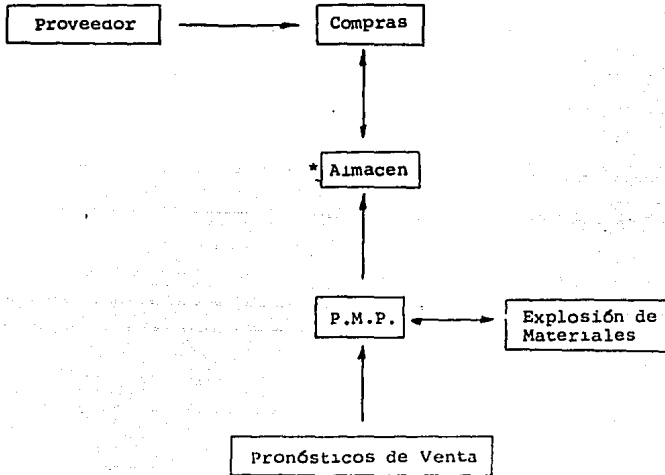 Proveedor
Compras
* Almacen
P.M.P.
Explosión de
Materiales
Pronósticos de Venta